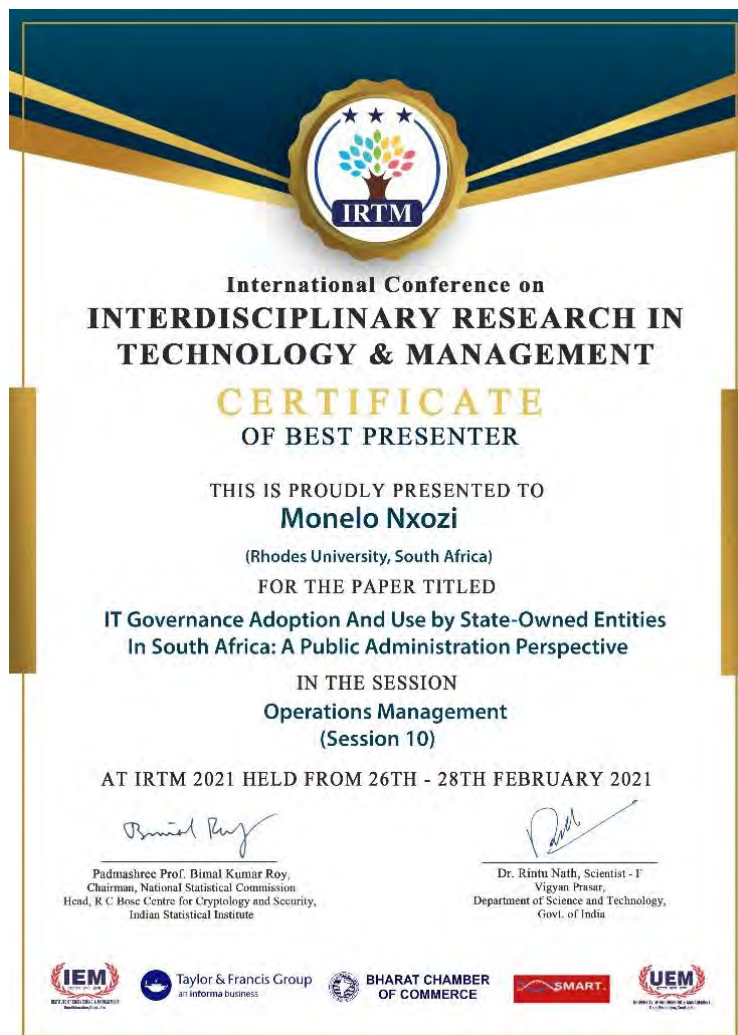 IRTM
International Conference on
INTERDISCIPLINARY RESEARCH IN
TECHNOLOGY & MANAGEMENT
CERTIFICATE
OF BEST PRESENTER
THIS IS PROUDLY PRESENTED TO
Monelo Nxozi
(Rhodes University, South Africa)
FOR THE PAPER TITLED
IT Governance Adoption And Use by State-Owned Entities
In South Africa: A Public Administration Perspective
IN THE SESSION
Operations Management
(Session 10)
AT IRTM 2021 HELD FROM 26TH - 28TH FEBRUARY 2021
Padmashree Prof. Bimal Kumar Roy,
Chairman, National Statistical Commission
Head, R C Bose Centre for Cryptology and Security,
Indian Statistical Institute
Dr. Rintu Nath, Scientist - F
Vigyan Prasar,
Department of Science and Technology,
Govt. of India
IEM
Taylor & Francis Group
an informa business
BHARAT CHAMBER
OF COMMERCE
SMART.
UEM